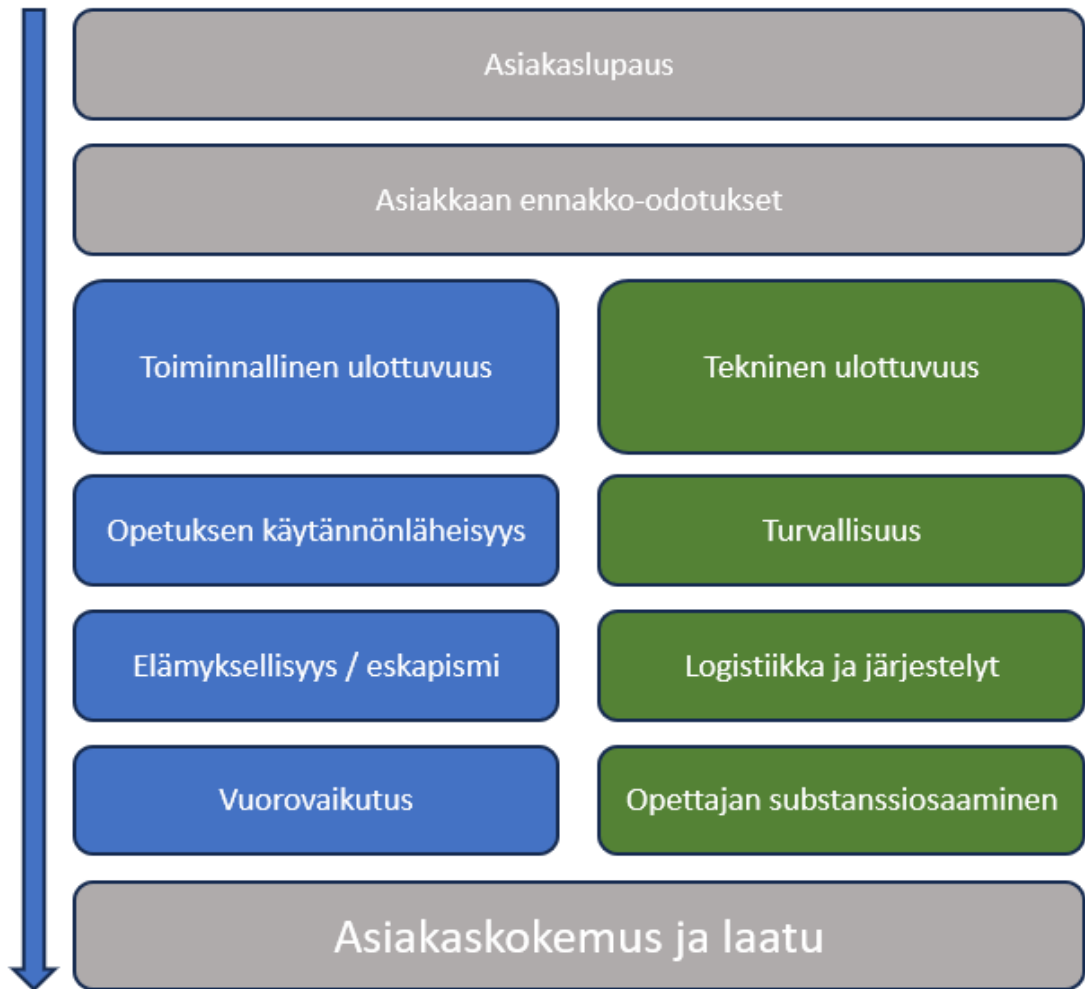 Asiakaslupaus
Asiakkaan ennakko-odotukset
Toiminnallinen ulottuvuus
Tekninen ulottuvuus
Opetuksen käytännönläheisyys
Turvallisuus
Elämyksellisyys / eskapismi
Logistiikka ja järjestelyt
Vuorovaikutus
Opettajan substanssiosaaminen
Asiakaskokemus ja laatu